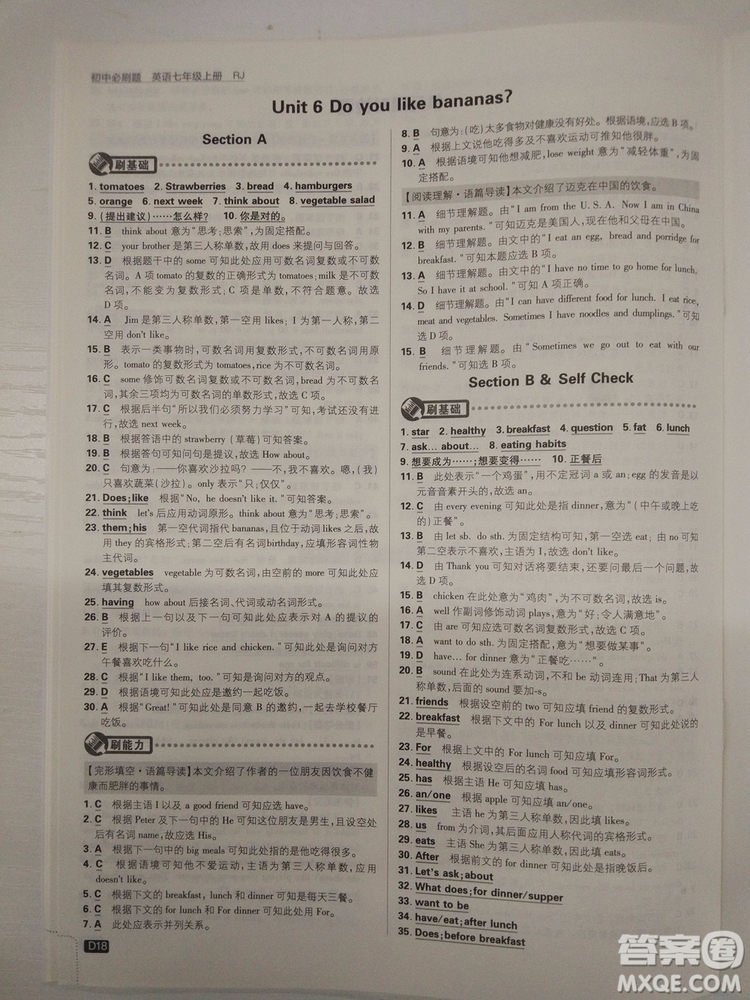 初中必刷题 英语七年级上册 RJ
Unit 6 Do you like bananas?
Section A
刷基础
1. tomatoes 2. Strawberries 3. bread 4. hamburgers
5. orange 6. next week 7. think about 8. vegetable salad
9. (提出建议)……怎么样? 10. 你是对的。
11. B think about 意为“思考;思索”,为固定搭配。
12. C your brother 是第三人称单数,故用 does 来提问与回答。
13. D 根据题干中的 some 可知此处应用可数名词复数或不可数
名词。A 项 tomato 的复数的正确形式为 tomatoes;milk 是不可数
名词,不能变为复数;C 项是单数,不符合题意。故选
D 项。
14. A Jim 是第三人称单数,第一空用 likes;I 为第一人称,第二
空用 like。
15. B 表示一类事物时,可数名词用复数形式,不可数名词用原
形。tomato 的复数形式为 tomatoes,rice 为不可数名词。
16. C some 修饰可数名词复数或不可数名词,bread 为不可数名
词,其余三项均为可数名词,应用复数形式。
17. C 根据后半句“所以我们必须努力学习”可知,考试还没有进
行,故选 next week。
18. B 根据答语中的 strawberry (草莓)可知答案。
19. B 根据答句可知问句是提建议,故选 How about。
20. C 句意为:——你喜欢沙拉吗? ——我不喜欢。嗯,(我)
只喜欢蔬菜(沙拉)。only 表示“只;仅仅”。
21. Does;like 根据“No, he doesn't like it.”可知答案。
22. think let's 后应用动词原形。think about 意为“思考;思索”。
23. them;his 第一空代词指代 bananas,且位于动词 likes 之后,故
用 they 的宾格形式;第二空后有名词 birthday,应填形容词性物
主代词。
24. vegetables vegetable 为可数名词,由空前的 more 可知此处应
填其复数形式。
25. having how about 后接名词、代词或动名词形式。
26. B 根据上一句以及下一句可知此处应表示对 A 的提议的
评价。
27. E 根据下一句“I like rice and chicken.”可知此处是询问对方
午餐喜欢吃什么。
28. C 根据“I like them, too.”可知是询问对方的观点。
29. D 根据语境可知此处应是邀约一起吃饭。
30. A 根据“Great!”可知此处是同意 B 的邀约,一起去学校餐厅
吃饭。
刷能力
【完形填空·语篇导读】本文介绍了作者的一位朋友因饮食不健
康而肥胖的事情。
1. C 根据主语 I 以及 a good friend 可知应选 have。
2. C 根据 Peter 及下文中的 He 可知这位朋友是男生,且设空
后有名词 name,故应选 His。
3. A 根据下文中的 big meals 可知他吃得很多。
4. C 根据语境可知他不爱运动,主语为第三人称单数,应用
doesn't like。
5. C 根据下文的 breakfast, lunch 和 dinner 可知是每天三餐。
6. C 根据下文的 lunch 和 dinner 可知应用 For。
7. A 此处应表示并列关系。
D18
8. B 句意为:(吃)太多食物对健康没有好处。根据语境,故选 B 项。
9. B 根据上文说他吃得多及不喜欢运动可知他很胖。
10. A 根据语境可知他想减肥,lose weight 意为“减轻体重”,为
固定搭配。
【阅读理解·语篇导读】本文介绍了迈克在中国的饮食。
11. A 细节理解题。由文中的“I am from the U. S. A. Now I am in China
with my parents.”可知迈克是美国人,现在他和父母在中国。
12. B 细节理解题。由文中的“I eat an egg, bread and porridge for
breakfast.”可知本题应选 B 项。
13. A 细节理解题。由文中的“I have no time to go home for lunch.
So I have it at school.”可知 A 项正确。
14. D 细节理解题。由文中的“I can have different food for lunch. I eat rice,
meat and vegetables. Sometimes I have noodles and dumplings.”可知
选 D 项。
15. B 细节理解题。由文中的“Sometimes we go out to eat with our
friends.”可知选 B 项。
Section B & Self Check
刷基础
1. star 2. healthy 3. breakfast 4. question 5. fat 6. lunch
7. ask… about… 8. eating habits
9. 想要成为……;想要变得…… 10. 正餐后
11. B 此处表示“一个鸡蛋”,用不定冠词 a 或 an;egg 的发音是以
元音音素开头的,故选 B 项。
12. C 由 every evening 可知此处是指 dinner,意为“(中午或晚上吃
的)正餐”。
13. D 由 let sb. do sth. 为固定结构可知,第一空选 C 或 D;由
second 后句表示不喜欢,主语为 I,故选 D 项。
14. D 由 Thank you 可知对话将要结束,且还有最后一个问题,故
选 D 项。
15. B chicken 在此处意为“鸡肉”,为不可数名词,故选 B 项。
16. A well 作副词修饰动词 plays,意为“好;令人满意地”。
17. C 由 are 可知此处应填可数名词复数形式,故选 C 项。
18. A want to do sth. 为固定搭配,意为“想要做某事”。
19. A have… for dinner 意为“正餐吃……”,故选 A 项。
20. B sound 在此处为连系动词,不和 be 动词连用;That 为第三人
称单数,后面的 sound 要加-s。
21. friends 根据设空前的 two 可知应填 friend 的复数形式。
22. breakfast 根据下文的 For lunch 和 For dinner 可知此处说的
是早餐。
23. For 根据上文中的 For lunch 可知应填 For。
24. healthy 根据设空后的名词 food 可知应填形容词形式。
25. has 根据主语 He 可知应填 has。
26. an/one 根据 apple 可知应填 an 或 one。
27. likes 主语 he 为第三人称单数,谓语动词应用单三形式。
28. us from 为介词,其后应用人称代词的宾格形式。
29. eats 主语为第三人称单数,谓语动词应用单三形式。
30. After 根据前文的 for dinner 可知此处应是指晚饭后。
31. Let's ask;about
32. What does;for dinner/supper
33. want to be
34. have/eat;after lunch
35. Does;before breakfast
答案圈
MXQE.COM